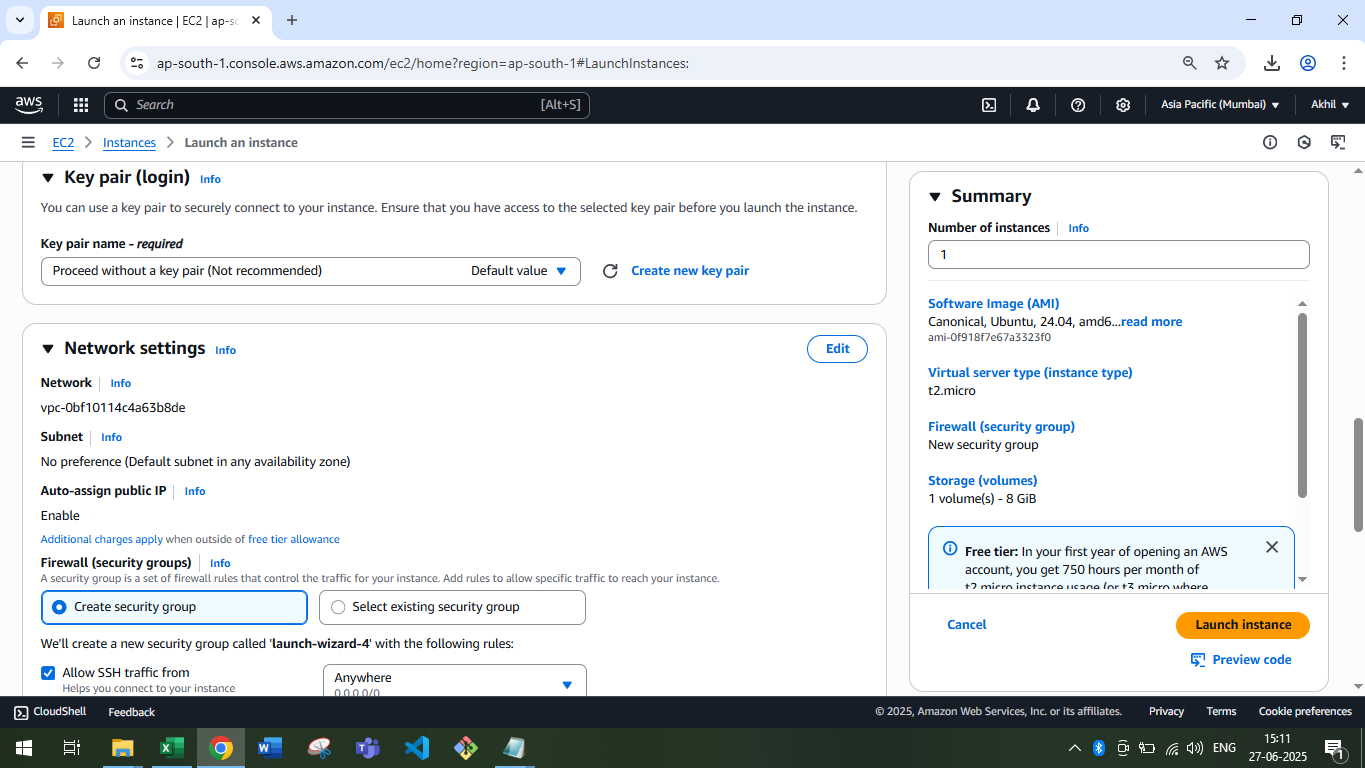 Launch an instance | EC2 | ap-s
ap-south-1.console.aws.amazon.com/ec2/home?region=ap-south-1#LaunchInstances:
aws
Search [Alt+S]
Asia Pacific (Mumbai)
Akhil
EC2 Instances Launch an instance
Key pair (login) Info
You can use a key pair to securely connect to your instance. Ensure that you have access to the selected key pair before you launch the instance.
Key pair name - required
Proceed without a key pair (Not recommended) Default value
Create new key pair
Network settings Info
Edit
Network Info
vpc-0bf10114c4a63b8de
Subnet Info
No preference (Default subnet in any availability zone)
Auto-assign public IP Info
Enable
Additional charges apply when outside of free tier allowance
Firewall (security groups) Info
A security group is a set of firewall rules that control the traffic for your instance. Add rules to allow specific traffic to reach your instance.
Create security group
Select existing security group
We'll create a new security group called 'launch-wizard-4' with the following rules:
Allow SSH traffic from
Helps you connect to your instance
Anywhere
0.0.0.0/0
Summary
Number of instances Info
1
Software Image (AMI)
Canonical, Ubuntu, 24.04, amd6...read more
ami-0f918f7e67a3323f0
Virtual server type (instance type)
t2.micro
Firewall (security group)
New security group
Storage (volumes)
1 volume(s) - 8 GiB
Free tier: In your first year of opening an AWS
account, you get 750 hours per month of
t2.micro instance usage (or t3.micro where
Cancel
Launch instance
Preview code
CloudShell
Feedback
© 2025, Amazon Web Services, Inc. or its affiliates.
Privacy
Terms
Cookie preferences
ENG
15:11
27-06-2025
1